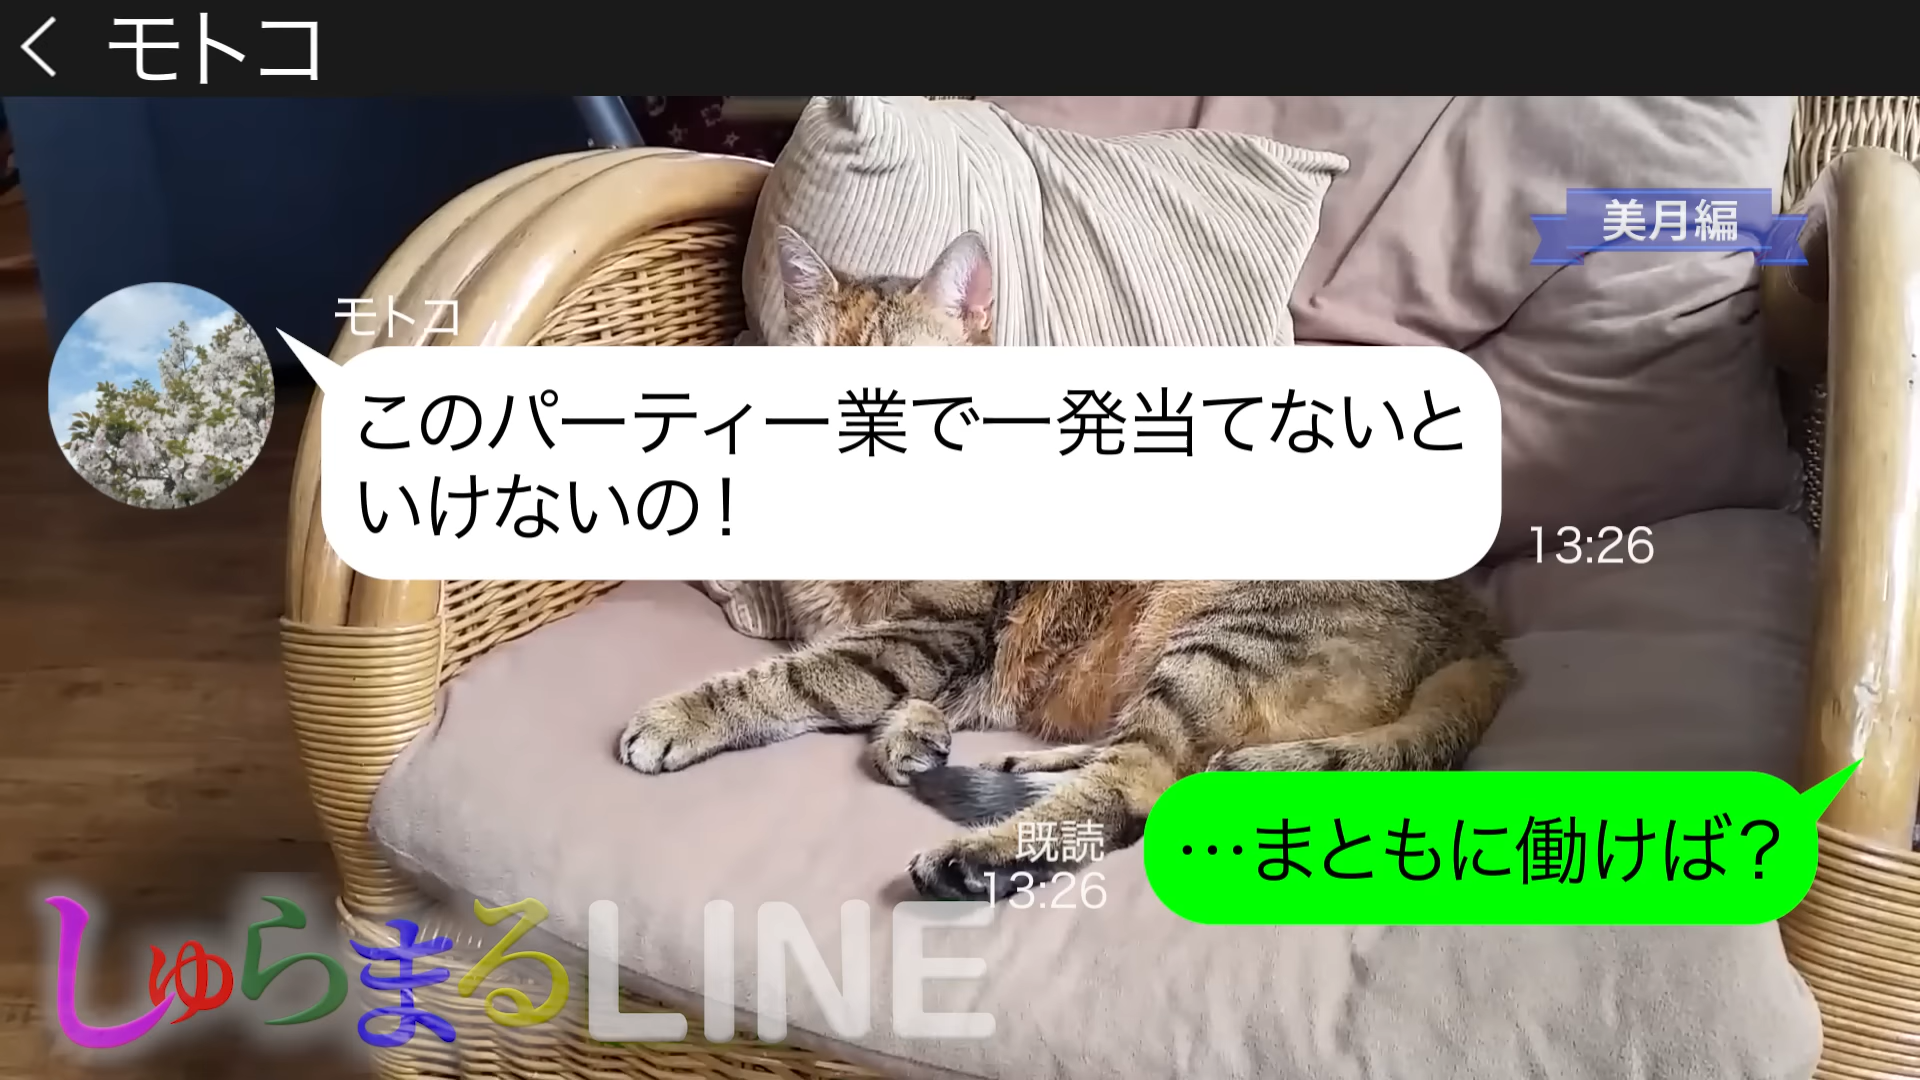 モトコ
美月編
モトコ
このパーティー業で一発当てないと
いけないの！
13:26
…まともに働けば？
既読
13:26
しゅらまるLINE